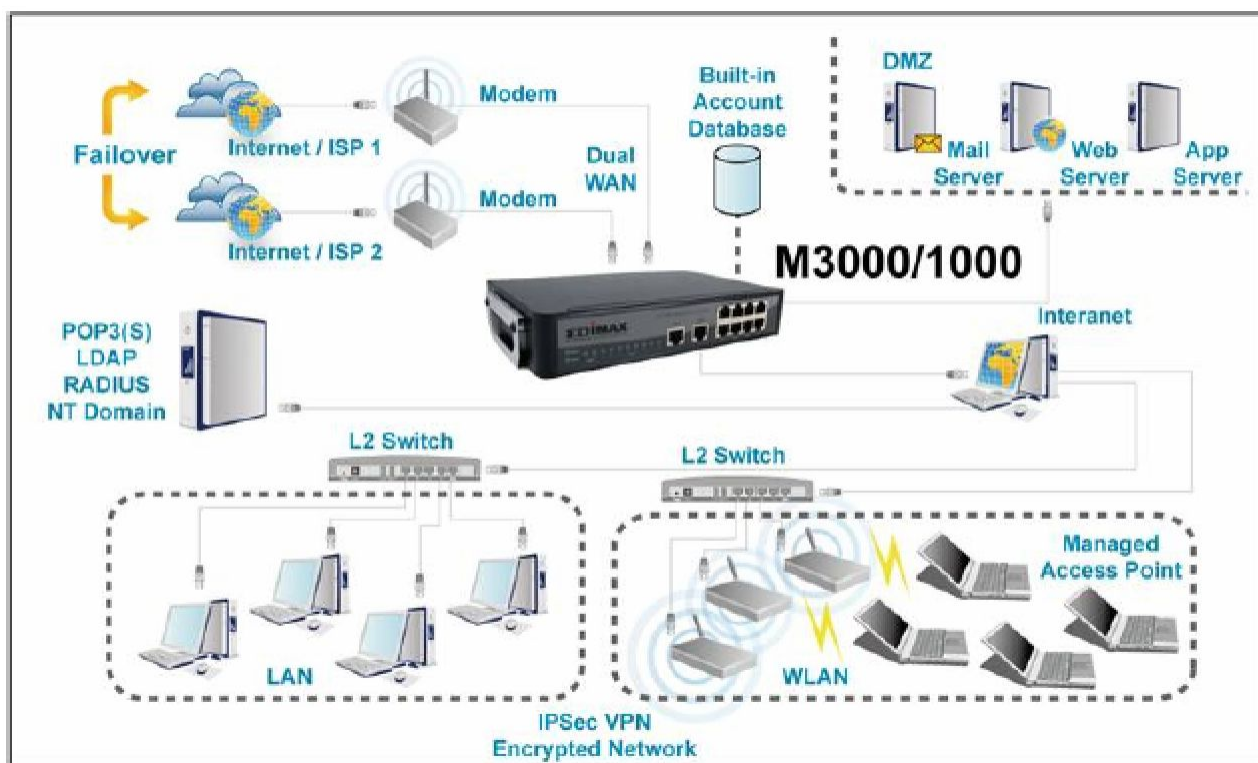 Failover
Internet / ISP 1
Internet / ISP 2
Modem
Modem
Dual
WAN
Built-in
Account
Database
DMZ
Mail
Server
Web
Server
App
Server
M3000/1000
EDIMAX
Interanet
POP3(S)
LDAP
RADIUS
NT Domain
L2 Switch
L2 Switch
LAN
WLAN
Managed
Access Point
IPSec VPN
Encrypted Network